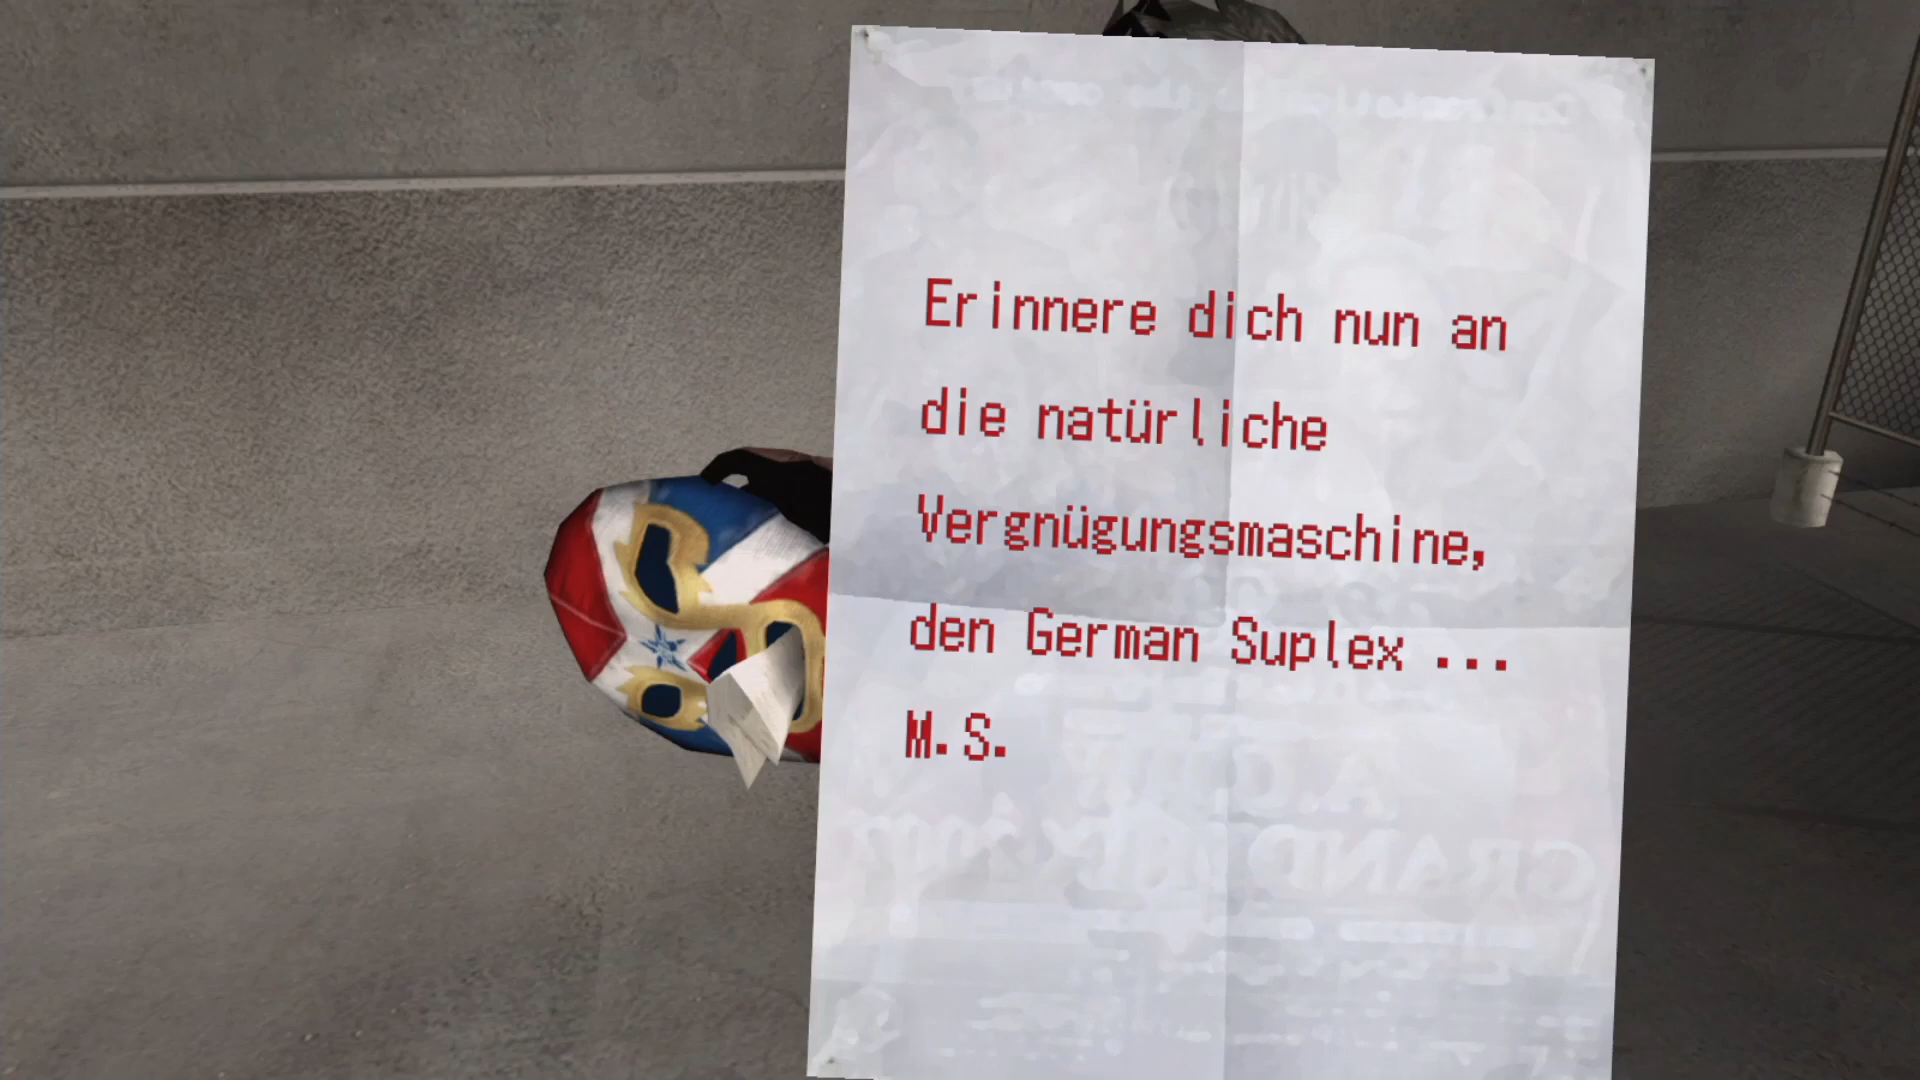 Erinnere dich nun an
die natürliche
Vergnügungsmaschine,
den German Suplex ...
M.S.